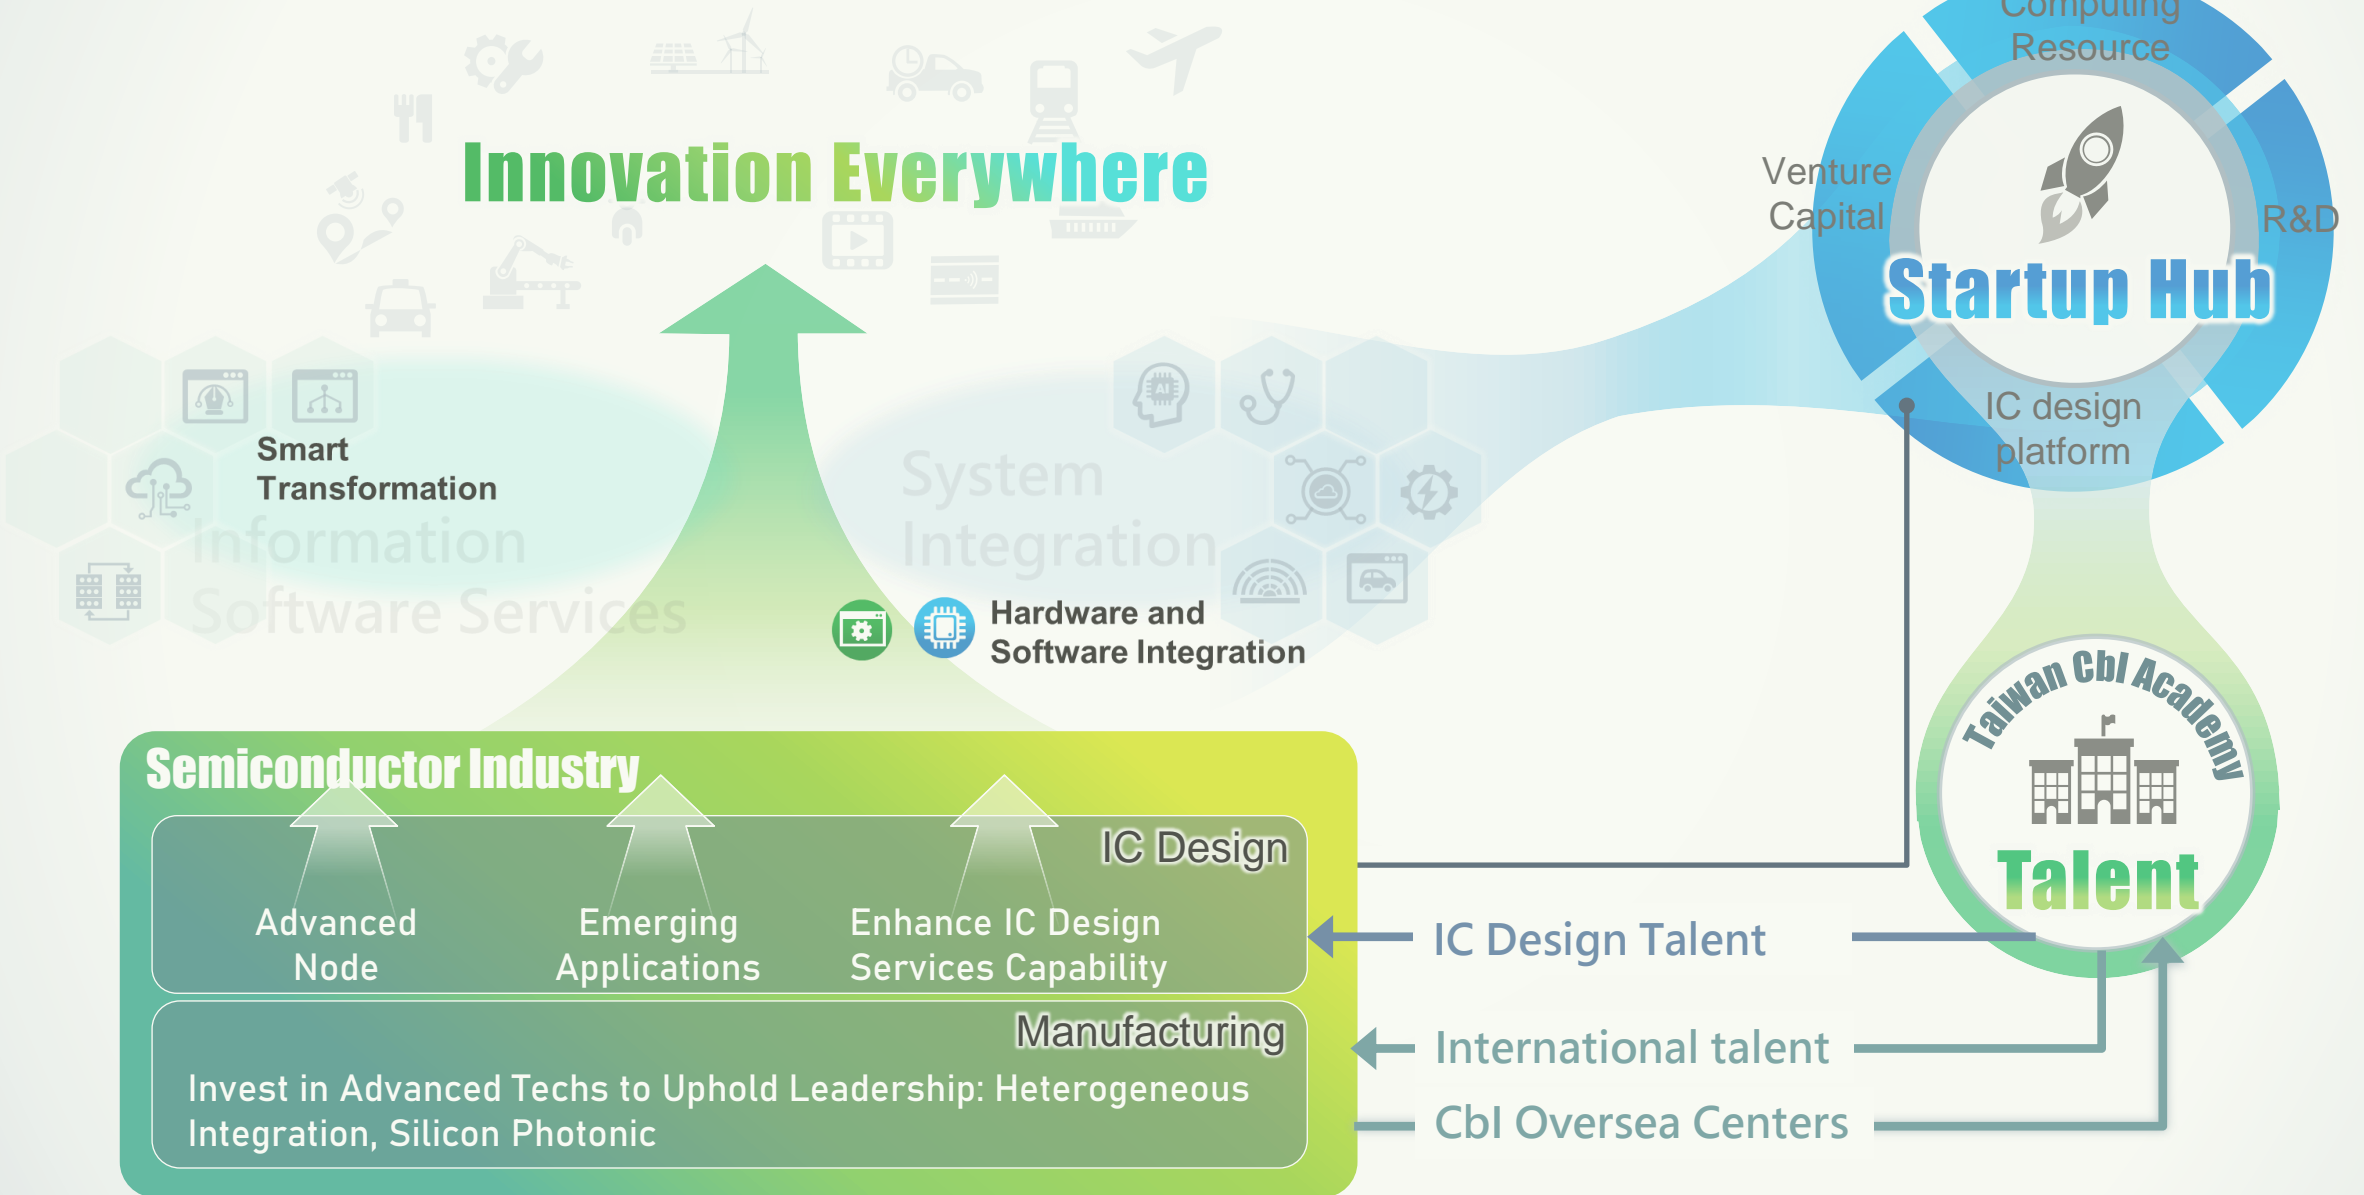 Computing
Resource
Innovation Everywhere
Venture
Capital
R&D
Startup Hub
AI
IC design
platform
Smart
Transformation
Information
Software Services
System
Integration
Hardware and
Software Integration
Taiwan CbI Academy
Talent
Semiconductor Industry
IC Design
Advanced
Node
Emerging
Applications
Enhance IC Design
Services Capability
IC Design Talent
Manufacturing
Invest in Advanced Techs to Uphold Leadership: Heterogeneous
Integration, Silicon Photonic
International talent
CbI Oversea Centers